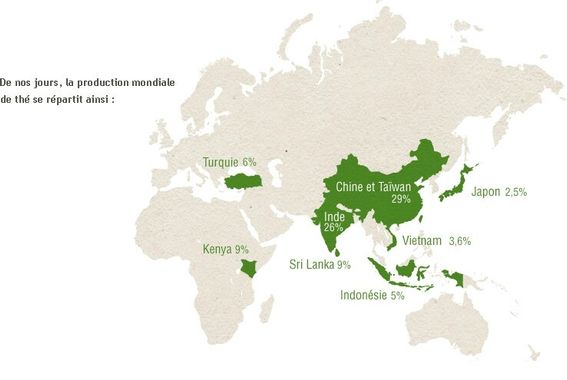 De nos jours, la production mondiale
de thé se répartit ainsi :
Turquie 6%
Chine et Taïwan
29%
Japon 2,5%
Inde
26%
Vietnam 3,6%
Kenya 9%
Sri Lanka 9%
Indonésie 5%